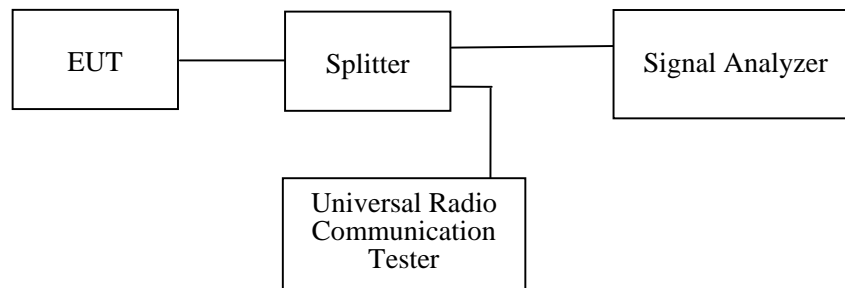 EUT
Splitter
Signal Analyzer
Universal Radio
Communication
Tester